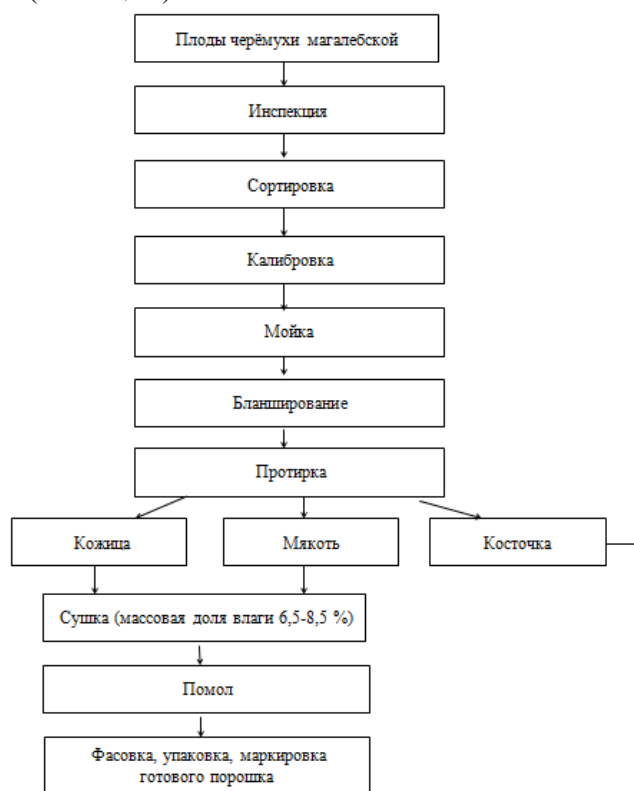 Плоды черёмухи магалебской
Инспекция
Сортировка
Калибровка
Мойка
Бланширование
Протирка
Кожица
Мякоть
Косточка
Сушка (массовая доля влаги 6,5-8,5 %)
Помол
Фасовка, упаковка, маркировка
готового порошка